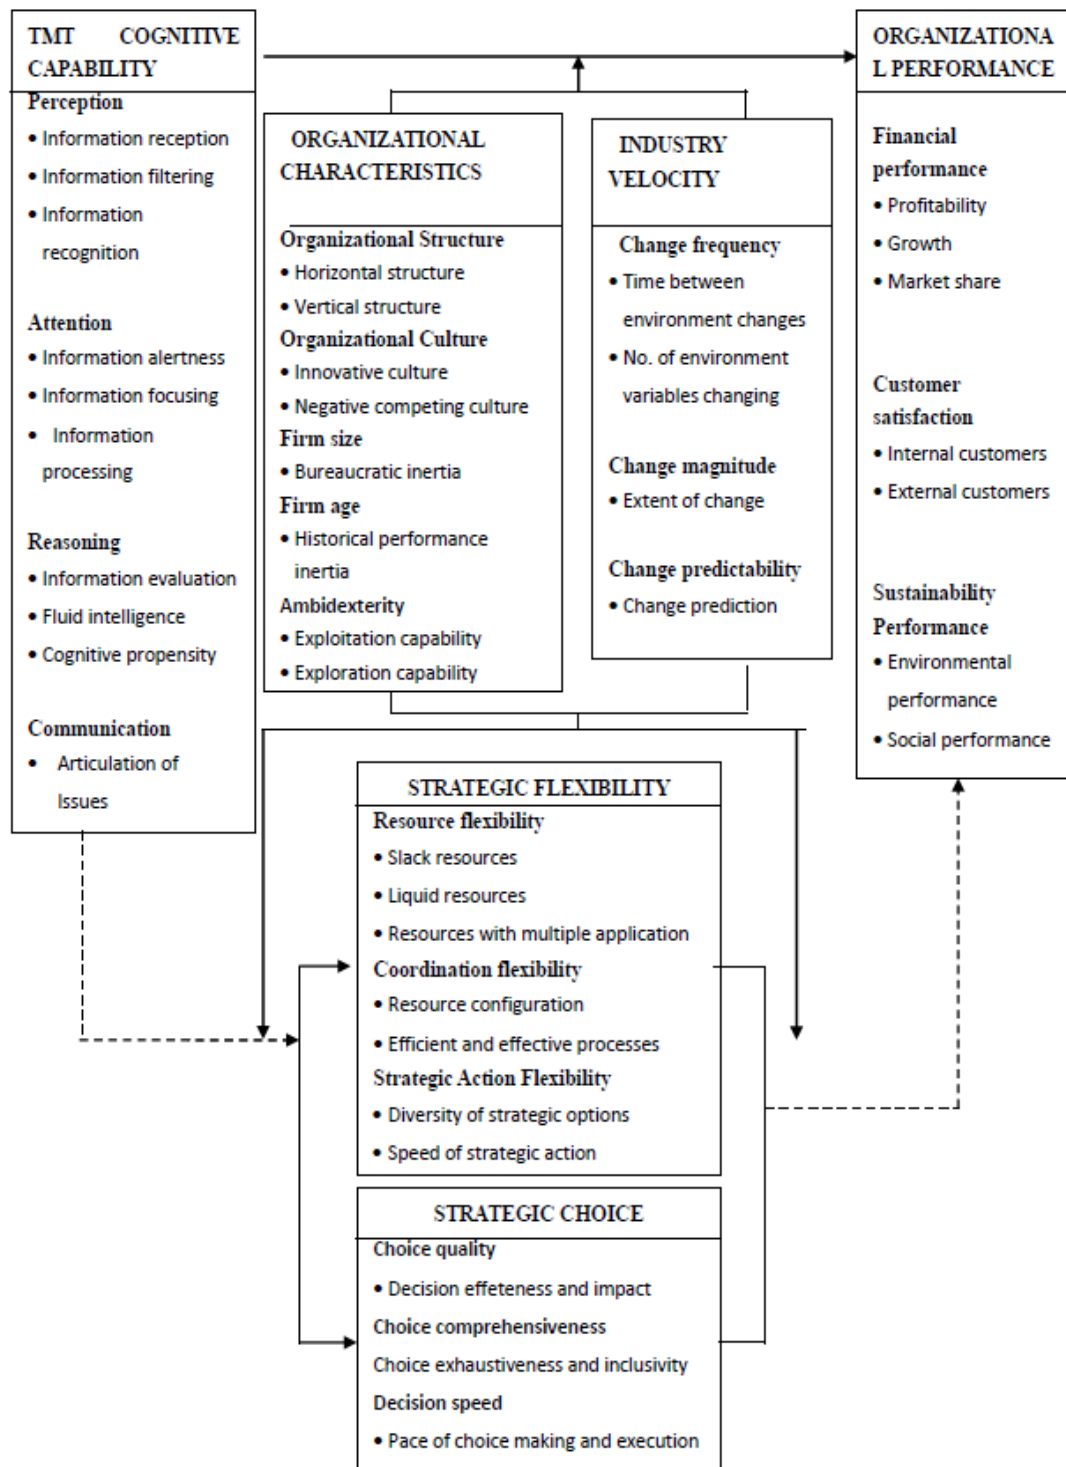 TMT COGNITIVE
CAPABILITY
Perception
• Information reception
• Information filtering
• Information
recognition
Attention
• Information alertness
• Information focusing
• Information
processing
Reasoning
• Information evaluation
• Fluid intelligence
• Cognitive propensity
Communication
• Articulation of
Issues
ORGANIZATIONAL
CHARACTERISTICS
Organizational Structure
• Horizontal structure
• Vertical structure
Organizational Culture
• Innovative culture
• Negative competing culture
Firm size
• Bureaucratic inertia
Firm age
• Historical performance
inertia
Ambidexterity
• Exploitation capability
• Exploration capability
INDUSTRY
VELOCITY
Change frequency
• Time between
environment changes
• No. of environment
variables changing
Change magnitude
• Extent of change
Change predictability
• Change prediction
ORGANIZATIONA
L PERFORMANCE
Financial
performance
• Profitability
• Growth
• Market share
Customer
satisfaction
• Internal customers
• External customers
Sustainability
Performance
• Environmental
performance
• Social performance
STRATEGIC FLEXIBILITY
Resource flexibility
• Slack resources
• Liquid resources
• Resources with multiple application
Coordination flexibility
• Resource configuration
• Efficient and effective processes
Strategic Action Flexibility
• Diversity of strategic options
• Speed of strategic action
STRATEGIC CHOICE
Choice quality
• Decision effeteness and impact
Choice comprehensiveness
Choice exhaustiveness and inclusivity
Decision speed
• Pace of choice making and execution